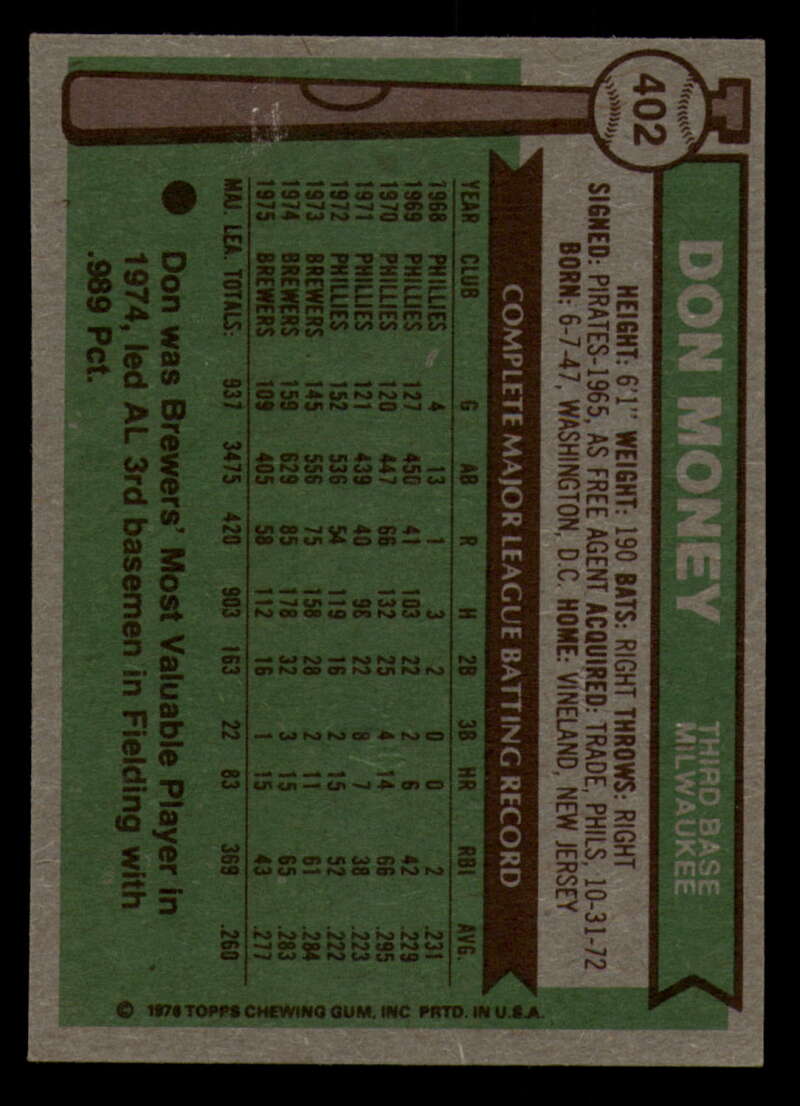 402
DON MONEY
THIRD BASE
MILWAUKEE
HEIGHT: 6'1" WEIGHT: 190 BATS: RIGHT THROWS: RIGHT
SIGNED: PIRATES-1965, AS FREE AGENT ACQUIRED: TRADE, PHILS, 10-31-72
BORN: 6-7-47, WASHINGTON, D.C. HOME: VINELAND, NEW JERSEY
COMPLETE MAJOR LEAGUE BATTING RECORD
YEAR CLUB G AB R H 2B 3B HR RBI AVG.
1968 PHILLIES 4 13 1 3 2 0 0 2 .231
1969 PHILLIES 127 450 41 103 22 2 6 42 .229
1970 PHILLIES 120 447 66 132 25 4 14 66 .295
1971 PHILLIES 121 439 40 98 22 8 7 38 .223
1972 PHILLIES 152 536 54 119 16 2 15 52 .222
1973 BREWERS 145 556 75 158 28 2 11 61 .284
1974 BREWERS 159 629 85 178 32 3 15 65 .283
1975 BREWERS 109 405 58 112 16 1 15 43 .277
MAJ. LEA. TOTALS: 937 3475 420 903 163 22 83 369 .260
Don was Brewers' Most Valuable Player in
1974, led AL 3rd basemen in Fielding with
.989 Pct.
© 1976 TOPPS CHEWING GUM, INC PRTD. IN U.S.A.